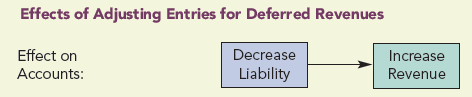 Effects of Adjusting Entries for Deferred Revenues
Effect on
Accounts:
Decrease
Liability
Increase
Revenue